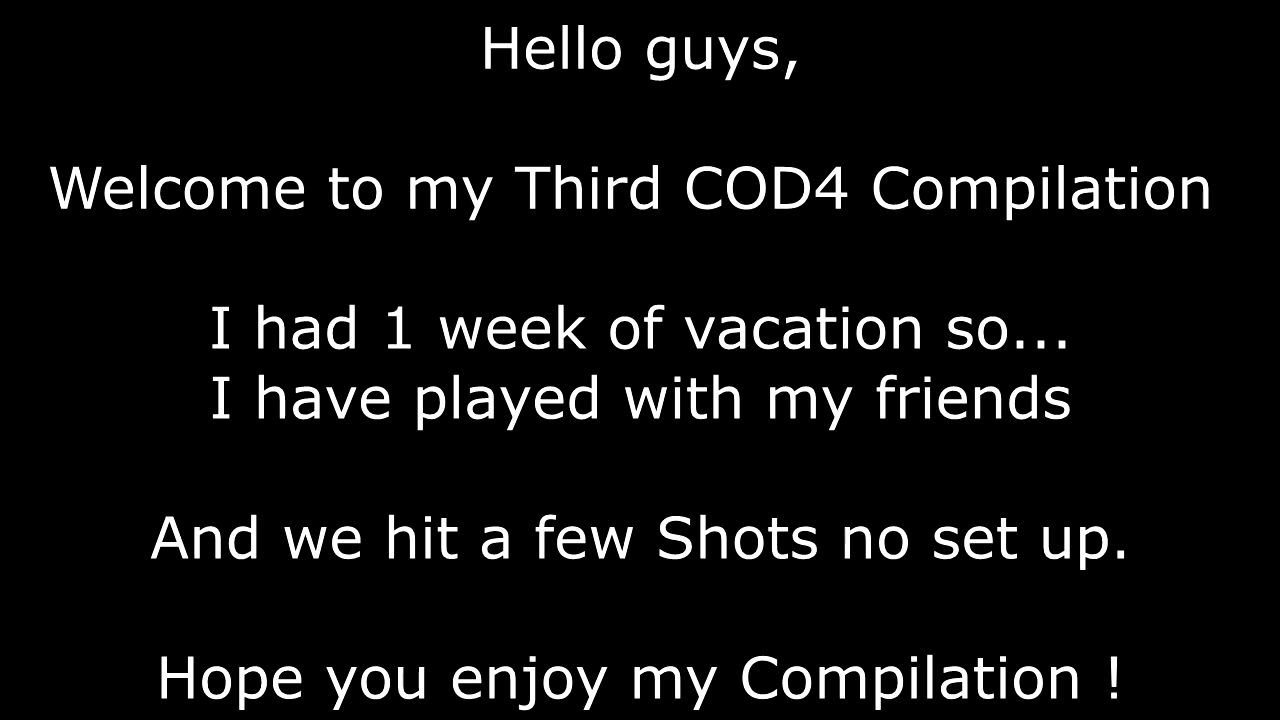 Hello guys,
Welcome to my Third COD4 Compilation
I had 1 week of vacation so...
I have played with my friends
And we hit a few Shots no set up.
Hope you enjoy my Compilation !